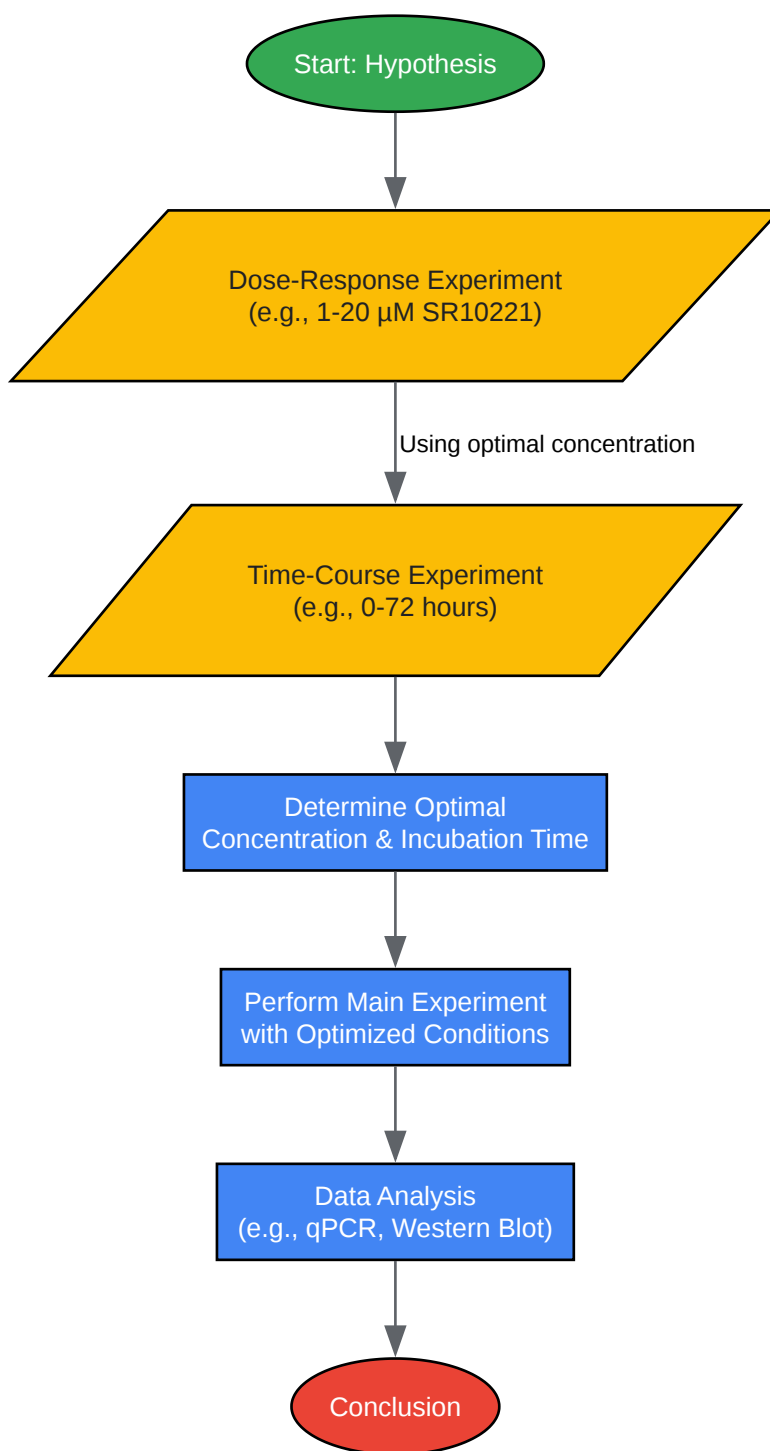 Start: Hypothesis
Dose-Response Experiment
(e.g., 1-20 µM SR10221)
Using optimal concentration
Time-Course Experiment
(e.g., 0-72 hours)
Determine Optimal
Concentration & Incubation Time
Perform Main Experiment
with Optimized Conditions
Data Analysis
(e.g., qPCR, Western Blot)
Conclusion